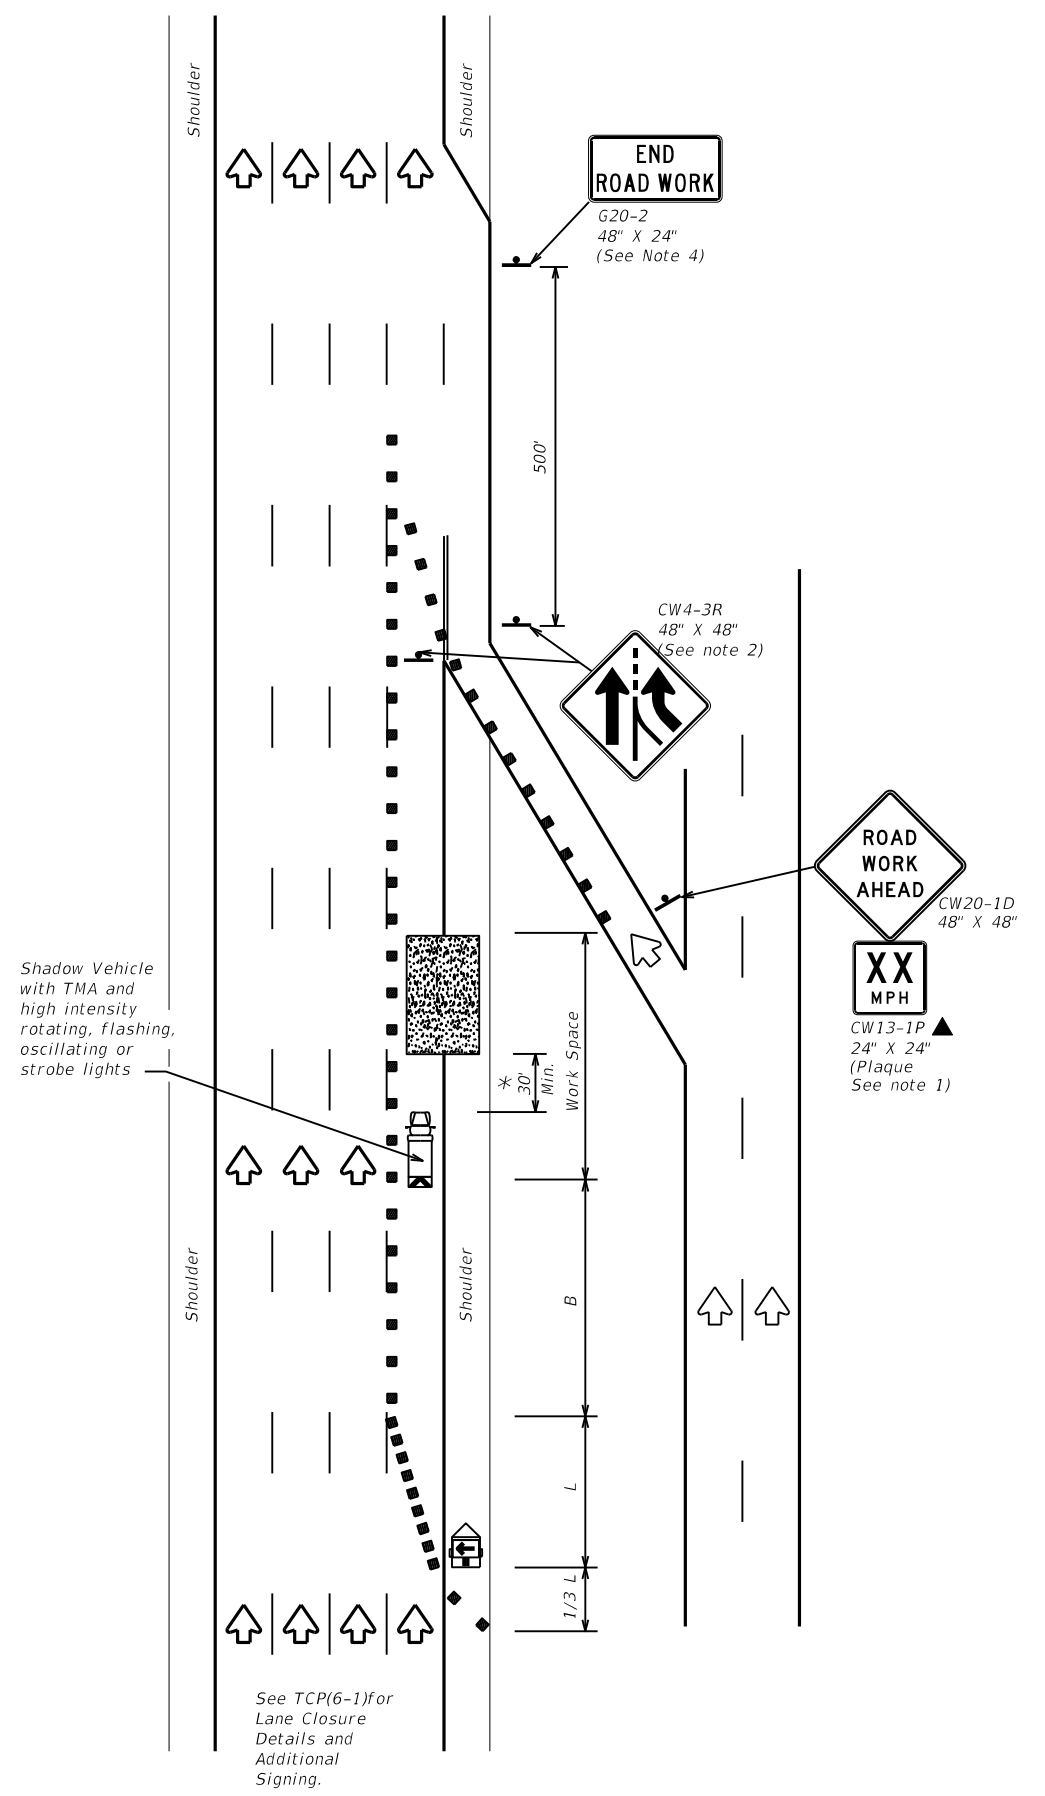 Shoulder
Shoulder
END
ROAD WORK
G20-2
48" X 24"
(See Note 4)
500'
CW4-3R
48" X 48"
(See note 2)
ROAD
WORK
AHEAD
CW20-1D
48" X 48"
XX
MPH
CW13-1P
24" X 24"
(Plaque
See note 1)
Shadow Vehicle
with TMA and
high intensity
rotating, flashing,
oscillating or
strobe lights
* 30'
Min.
Work Space
Shoulder
Shoulder
B
L
1/3 L
See TCP(6-1)for
Lane Closure
Details and
Additional
Signing.